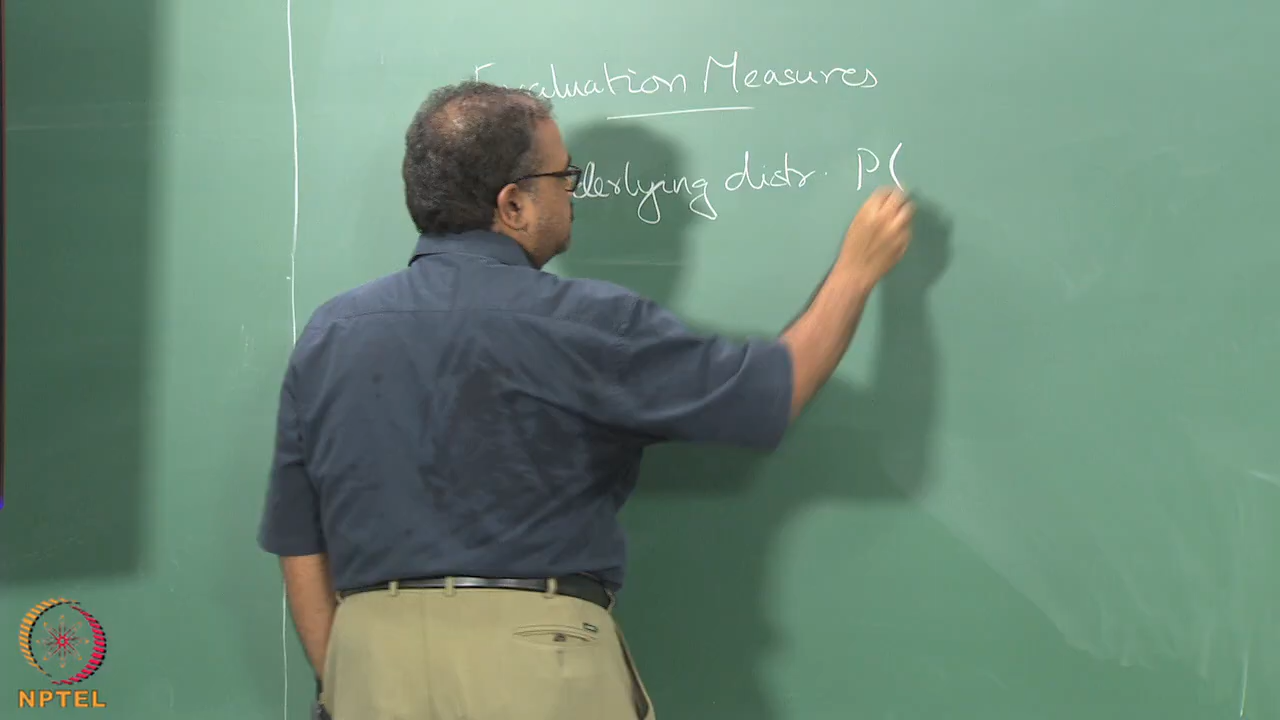 Evaluation Measures
derlying distr. P(
NPTEL